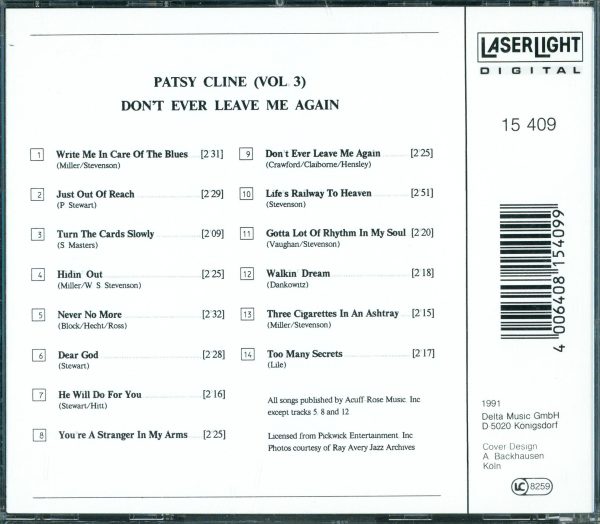 PATSY CLINE (VOL. 3)
DON'T EVER LEAVE ME AGAIN
1 Write Me In Care Of The Blues [2 31]
(Miller/Stevenson)
2 Just Out Of Reach [2 29]
(P Stewart)
3 Turn The Cards Slowly [2 09]
(S Masters)
4 Hidin Out [2 25]
(Miller/W S Stevenson)
5 Never No More [2 32]
(Block/Hecht/Ross)
6 Dear God [2 28]
(Stewart)
7 He Will Do For You [2 16]
(Stewart/Hitt)
8 You're A Stranger In My Arms [2 25]
9 Don't Ever Leave Me Again [2 25]
(Crawford/Claiborne/Hensley)
10 Life's Railway To Heaven [2 51]
(Stevenson)
11 Gotta Lot Of Rhythm In My Soul [2 20]
(Vaughan/Stevenson)
12 Walkin Dream [2 18]
(Dankowitz)
13 Three Cigarettes In An Ashtray [2 15]
(Miller/Stevenson)
14 Too Many Secrets [2 17]
(Lile)
All songs published by Acuff Rose Music Inc
except tracks 5 8 and 12
Licensed from Pickwick Entertainment Inc
Photos courtesy of Ray Avery Jazz Archives
LASERLIGHT
DIGITAL
15 409
4 006408 154099
1991
Delta Music GmbH
D 5020 Königsdorf
Cover Design
A Backhausen
Köln
LC 8259